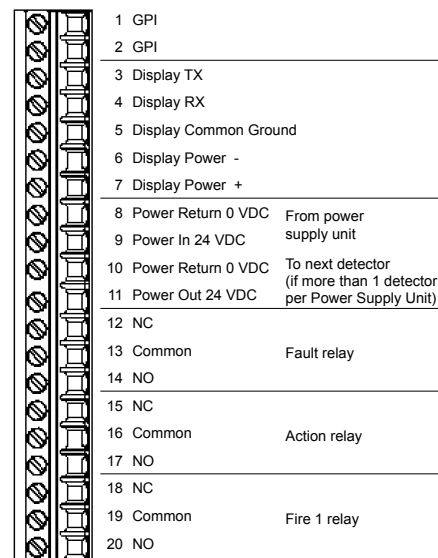 1 GPI
2 GPI
3 Display TX
4 Display RX
5 Display Common Ground
6 Display Power -
7 Display Power +
8 Power Return 0 VDC
9 Power In 24 VDC
From power
supply unit
10 Power Return 0 VDC
11 Power Out 24 VDC
To next detector
(if more than 1 detector
per Power Supply Unit)
12 NC
13 Common
14 NO
Fault relay
15 NC
16 Common
17 NO
Action relay
18 NC
19 Common
20 NO
Fire 1 relay